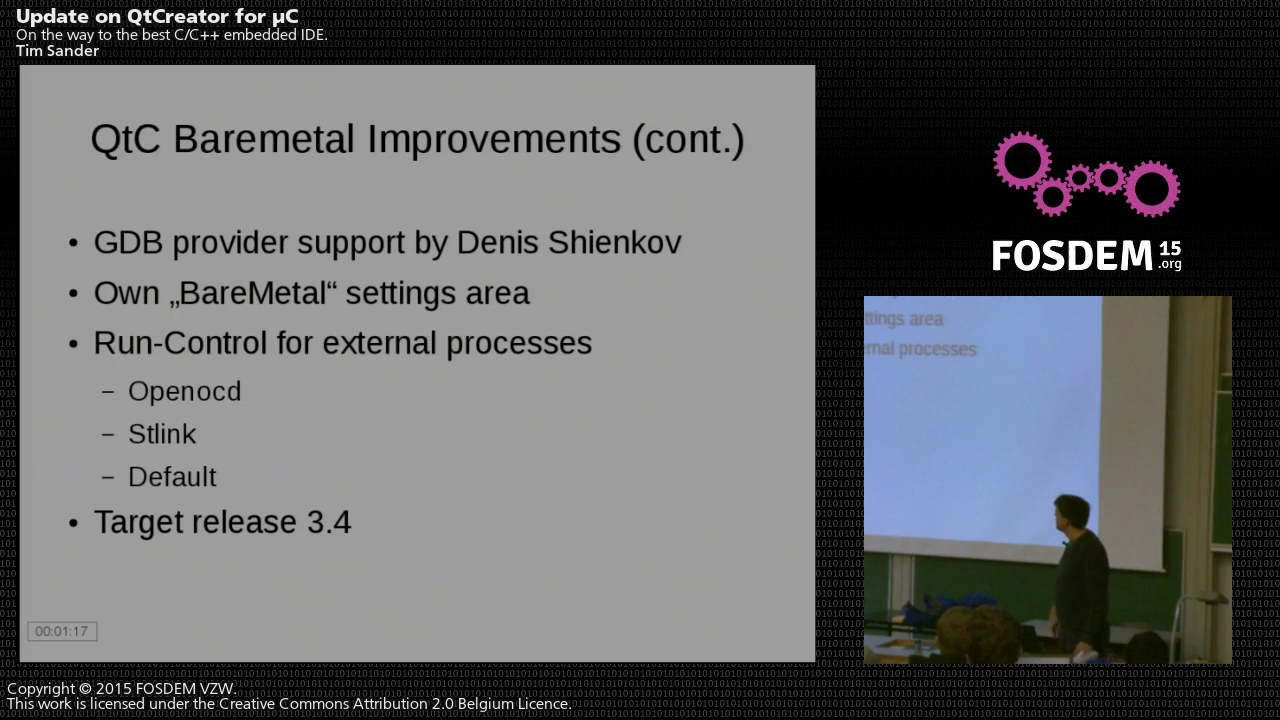 Update on QtCreator for µC
On the way to the best C/C++ embedded IDE.
Tim Sander
QtC Baremetal Improvements (cont.)
• GDB provider support by Denis Shienkov
• Own „BareMetal“ settings area
• Run-Control for external processes
– Openocd
– Stlink
– Default
• Target release 3.4
00:01:17
FOSDEM 15
.org
ttings area
rnal processes
Copyright © 2015 FOSDEM VZW.
This work is licensed under the Creative Commons Attribution 2.0 Belgium Licence.